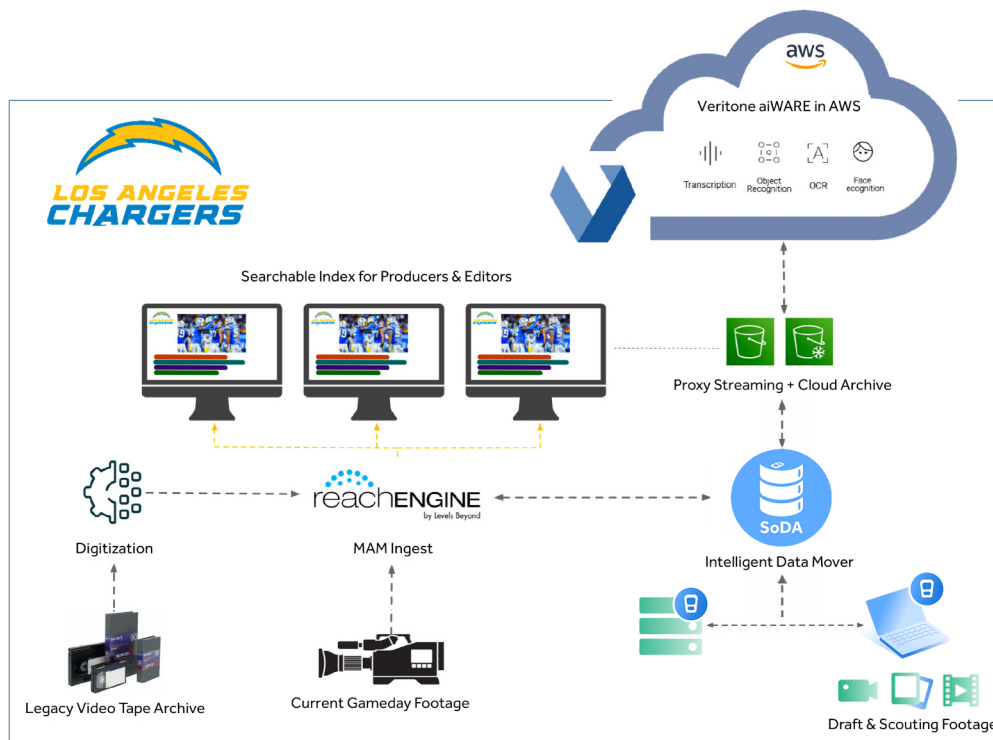 aws
Veritone aiWARE in AWS
Transcription
Object
Recognition
OCR
Face
ecognition
LOS ANGELES
CHARGERS
Searchable Index for Producers & Editors
Proxy Streaming + Cloud Archive
reachENGINE
by Levels Beyond
SoDA
Digitization
MAM Ingest
Intelligent Data Mover
Legacy Video Tape Archive
Current Gameday Footage
Draft & Scouting Footage